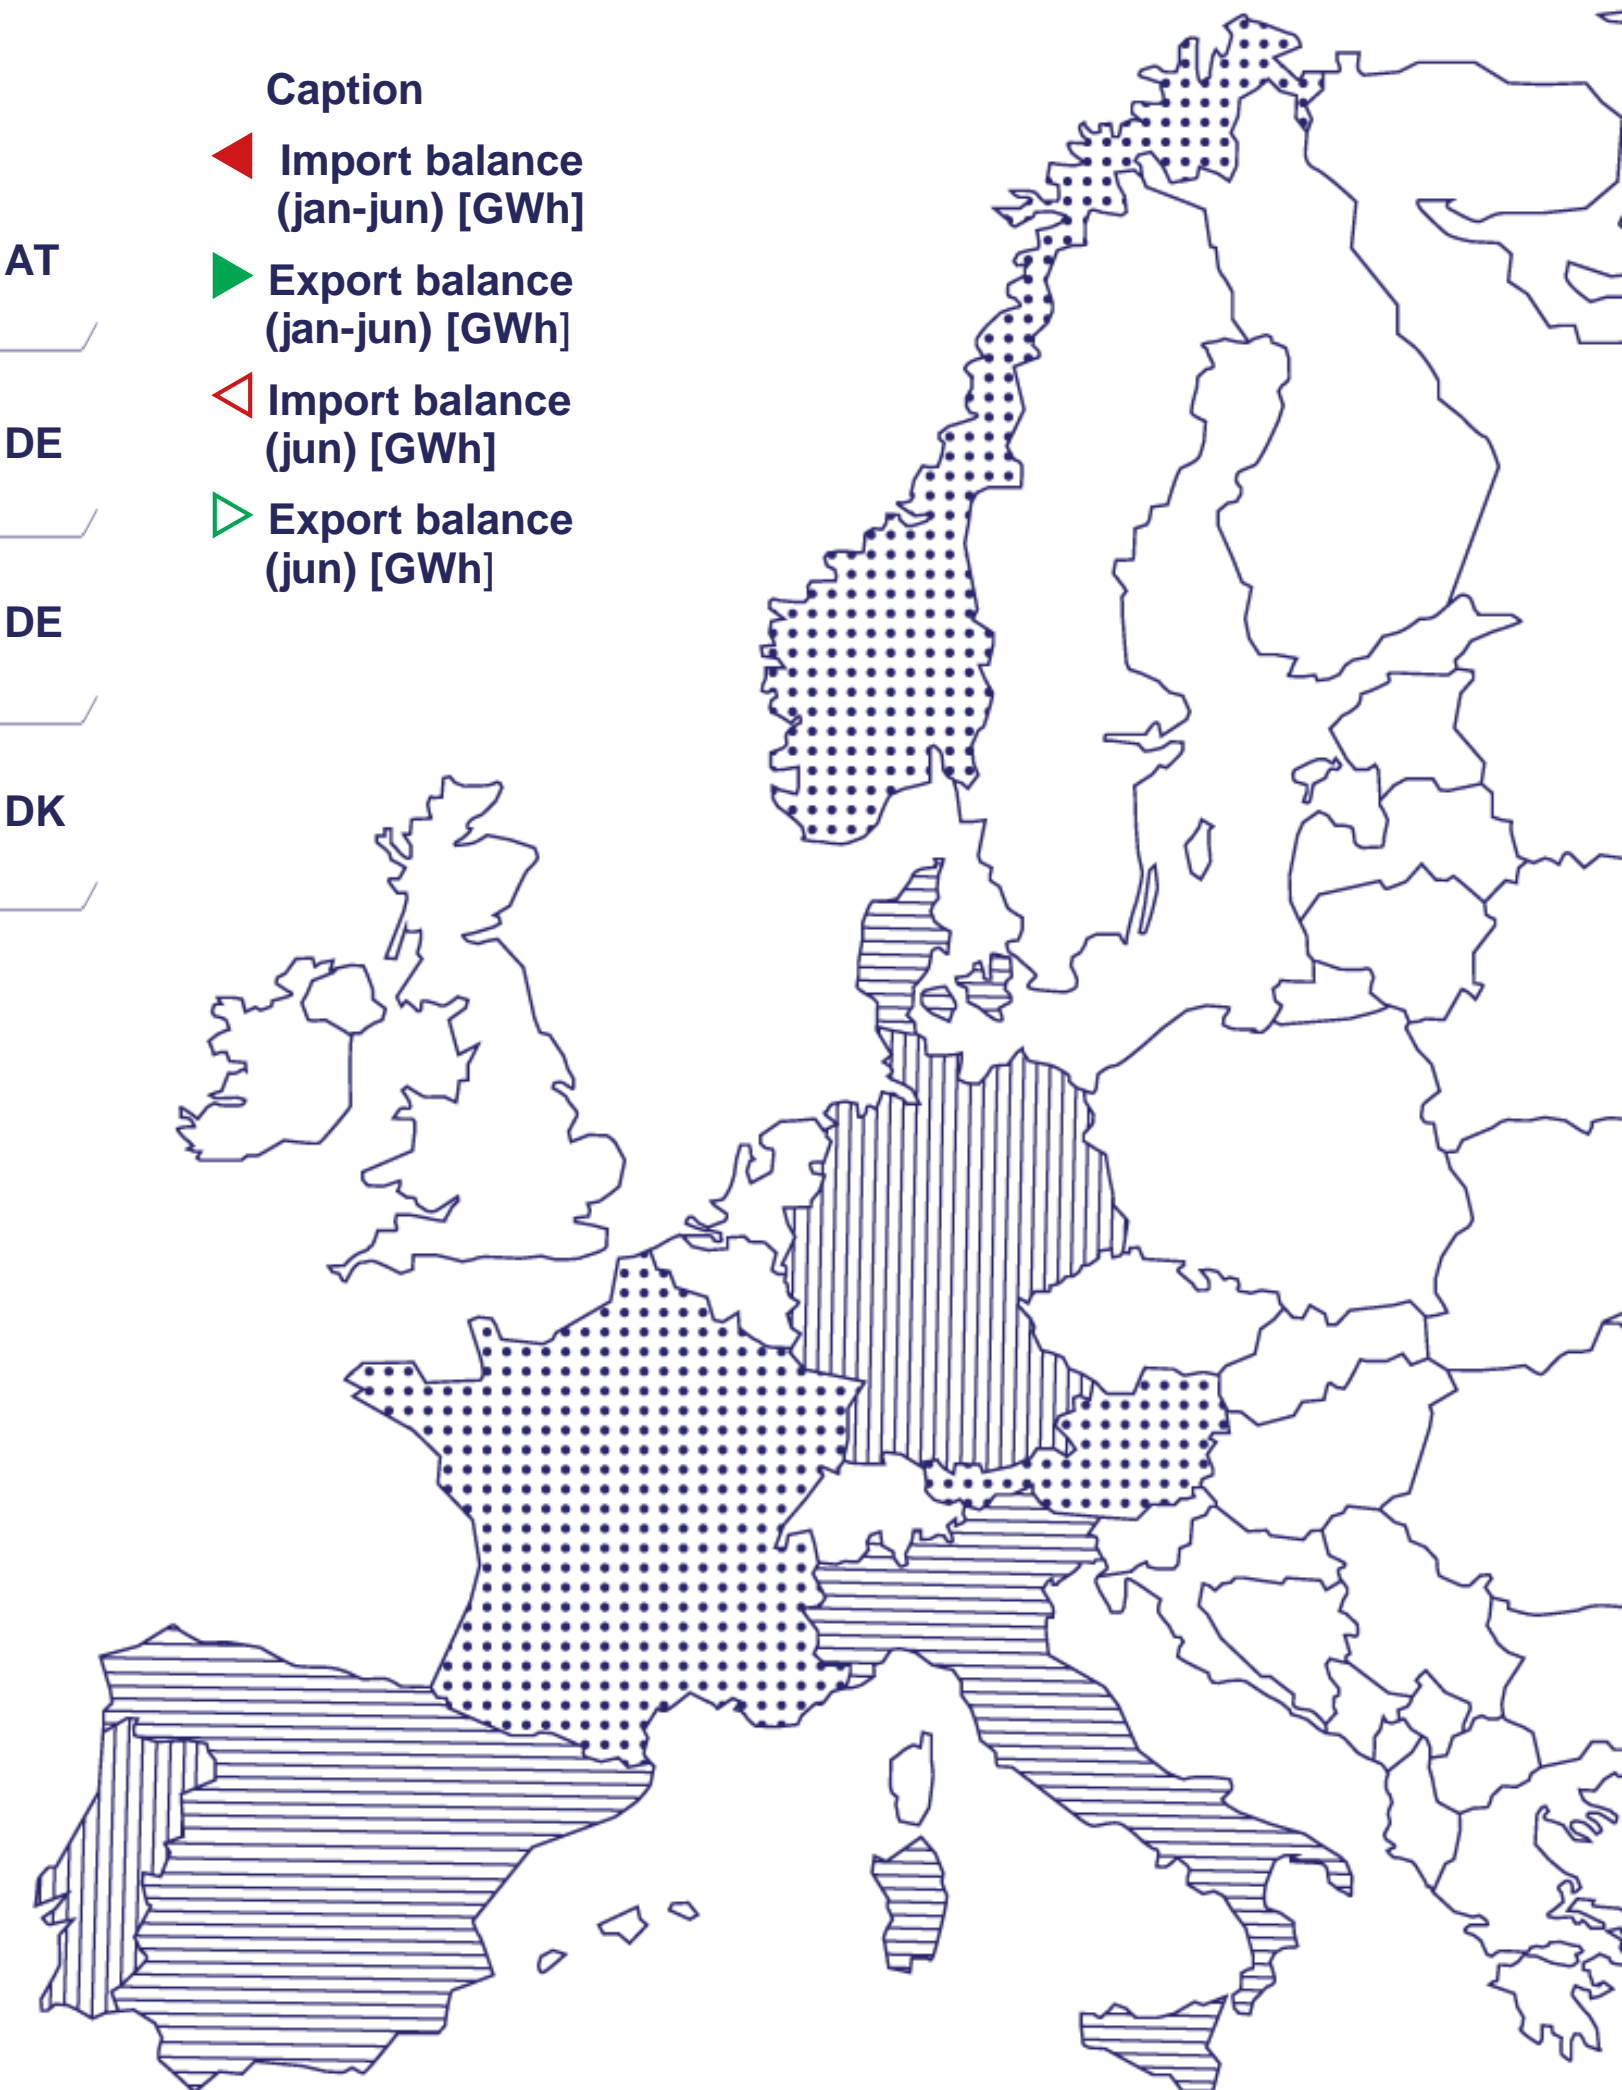 Caption
Import balance
(jan-jun) [GWh]
Export balance
(jan-jun) [GWh]
Import balance
(jun) [GWh]
Export balance
(jun) [GWh]
AT
DE
DE
DK